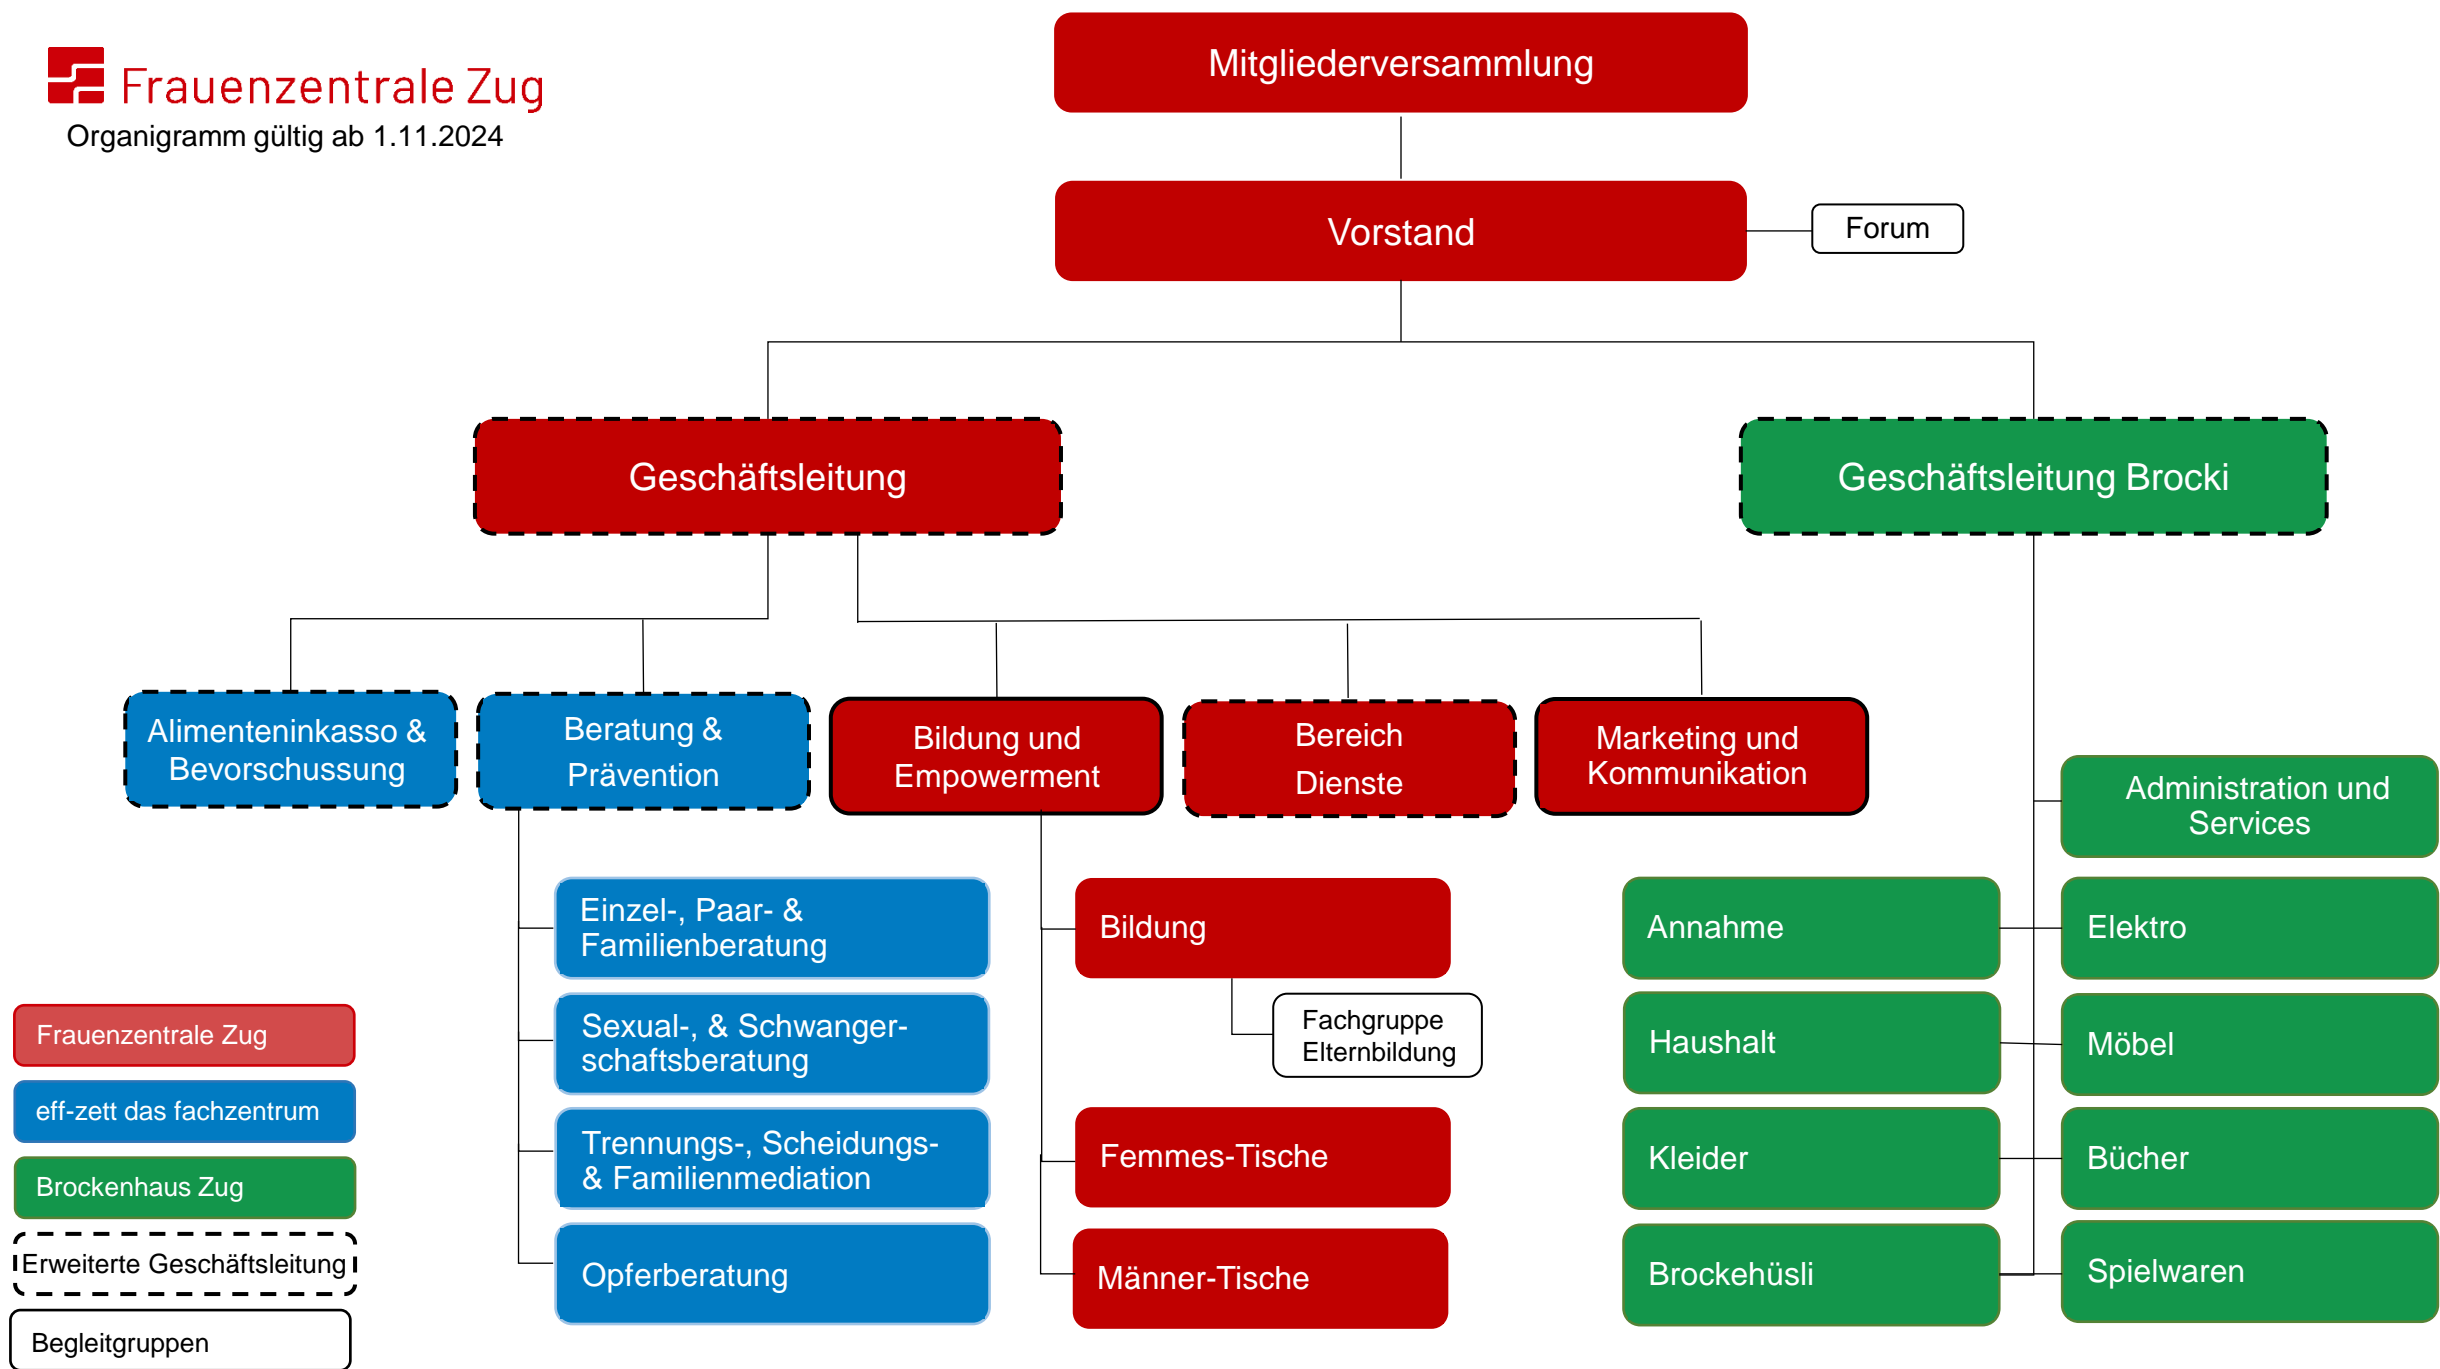 Frauenzentrale Zug
Organigramm gültig ab 1.11.2024
Mitgliederversammlung
Vorstand
Forum
Geschäftsleitung
Geschäftsleitung Brocki
Alimenteninkasso &
Bevorschussung
Beratung &
Prävention
Bildung und
Empowerment
Bereich
Dienste
Marketing und
Kommunikation
Administration und
Services
Einzel-, Paar- &
Familienberatung
Sexual-, & Schwanger-
schaftsberatung
Trennungs-, Scheidungs-
& Familienmediation
Opferberatung
Bildung
Fachgruppe
Elternbildung
Femmes-Tische
Männer-Tische
Annahme
Elektro
Haushalt
Möbel
Kleider
Bücher
Brockehüsli
Spielwaren
Frauenzentrale Zug
eff-zett das fachzentrum
Brockenhaus Zug
Erweiterte Geschäftsleitung
Begleitgruppen